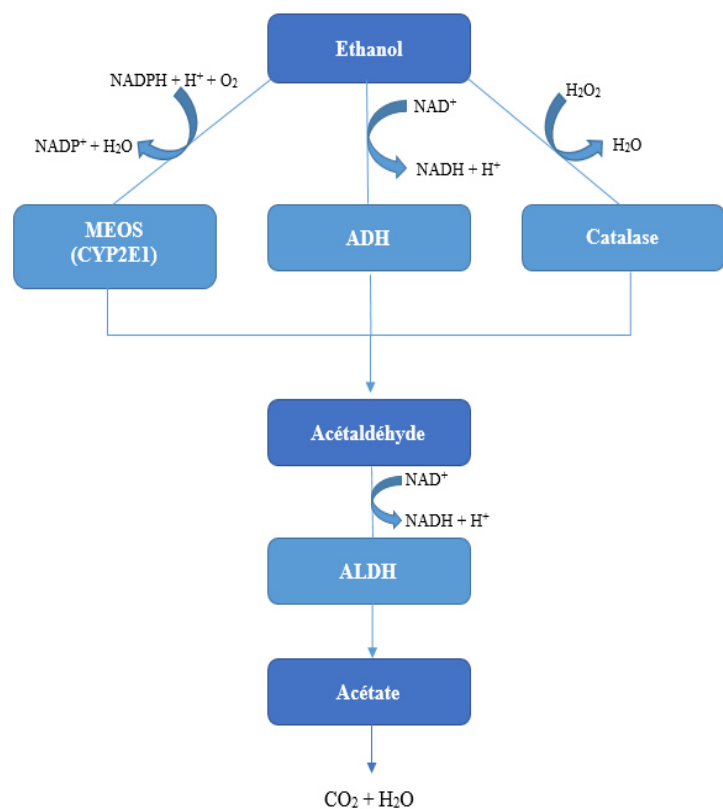 Ethanol
NADPH + H⁺ + O₂
NADP⁺ + H₂O
NAD⁺
NADH + H⁺
H₂O₂
H₂O
MEOS
(CYP2E1)
ADH
Catalase
Acétaldéhyde
NAD⁺
NADH + H⁺
ALDH
Acétate
CO₂ + H₂O